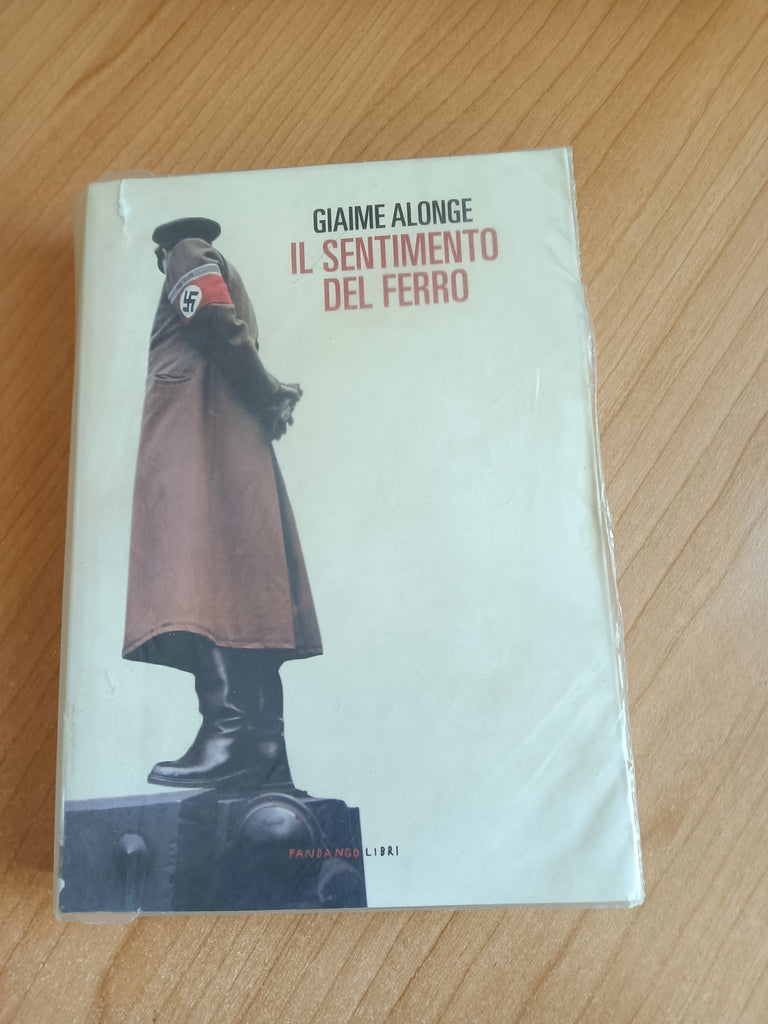 GIAIME ALONGE
IL SENTIMENTO
DEL FERRO
FANDANGO LIBRI